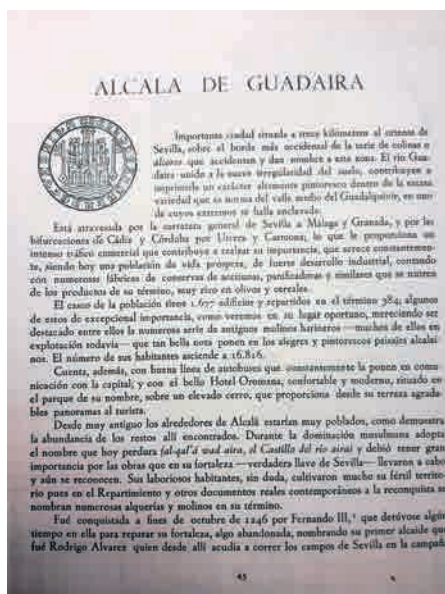 ALCALA DE GUADAIRA
Importante ciudad situada a trece kilómetros al oriente de
Sevilla, sobre el borde más occidental de la serie de colinas o
alcores que accidentan y dan nombre a esta zona. El río Gua-
daira unido a la suave irregularidad del suelo, contribuyen a
imprimirle un carácter altamente pintoresco dentro de la escasa
variedad que es norma del valle medio del Guadalquivir, en uno
de cuyos extremos se halla enclavada.
Está atravesada por la carretera general de Sevilla a Málaga y Granada, y por las
bifurcaciones de Cádiz y Córdoba por Utrera y Carmona; lo que le proporciona un
intenso tráfico comercial que contribuye a realzar su importancia, que acrece constantemen-
te, siendo hoy una población de vida próspera, de fuerte desarrollo industrial, contando
con numerosas fábricas de conservas de aceitunas, panificadoras y similares que se nutren
de los productos de su término, muy rico en olivos y cereales.
El casco de la población tiene 1.677 edificios y repartidos en el término 384; algunos
de estos de excepcional importancia, como veremos en su lugar oportuno, mereciendo ser
destacado entre ellos la numerosa serie de antiguos molinos harineros —muchos de ellos en
explotación todavía— que tan bella nota ponen en los alegres y pintorescos paisajes alcala-
nos. El número de sus habitantes asciende a 16.816.
Cuenta, además, con buena línea de autobuses que constantemente la ponen en comu-
nicación con la capital, y con el bello Hotel Oromana, confortable y moderno, situado en
el parque de su nombre, sobre un elevado cerro, que proporciona desde su terraza agrada-
bles panoramas al turista.
Desde muy antiguo los alrededores de Alcalá estarían muy poblados, como demuestra
la abundancia de los restos allí encontrados. Durante la dominación musulmana adopta
el nombre que hoy perdura (al-qal'a wad aira, el Castillo del río aira) y debió tener gran
importancia por las obras que en su fortaleza —verdadera llave de Sevilla— llevaron a cabo
y aún se reconocen. Sus laboriosos habitantes, sin duda, cultivaron mucho su fértil territo-
rio pues en el Repartimiento y otros documentos reales contemporáneos a la reconquista se
nombran numerosas alquerías y molinos en su término.
Fué conquistada a fines de octubre de 1246 por Fernando III,¹ que detúvose algún
tiempo en ella para reparar su fortaleza, algo abandonada, nombrando su primer alcaide que
fué Rodrigo Alvarez quien desde allí acudía a correr los campos de Sevilla en la campaña
45